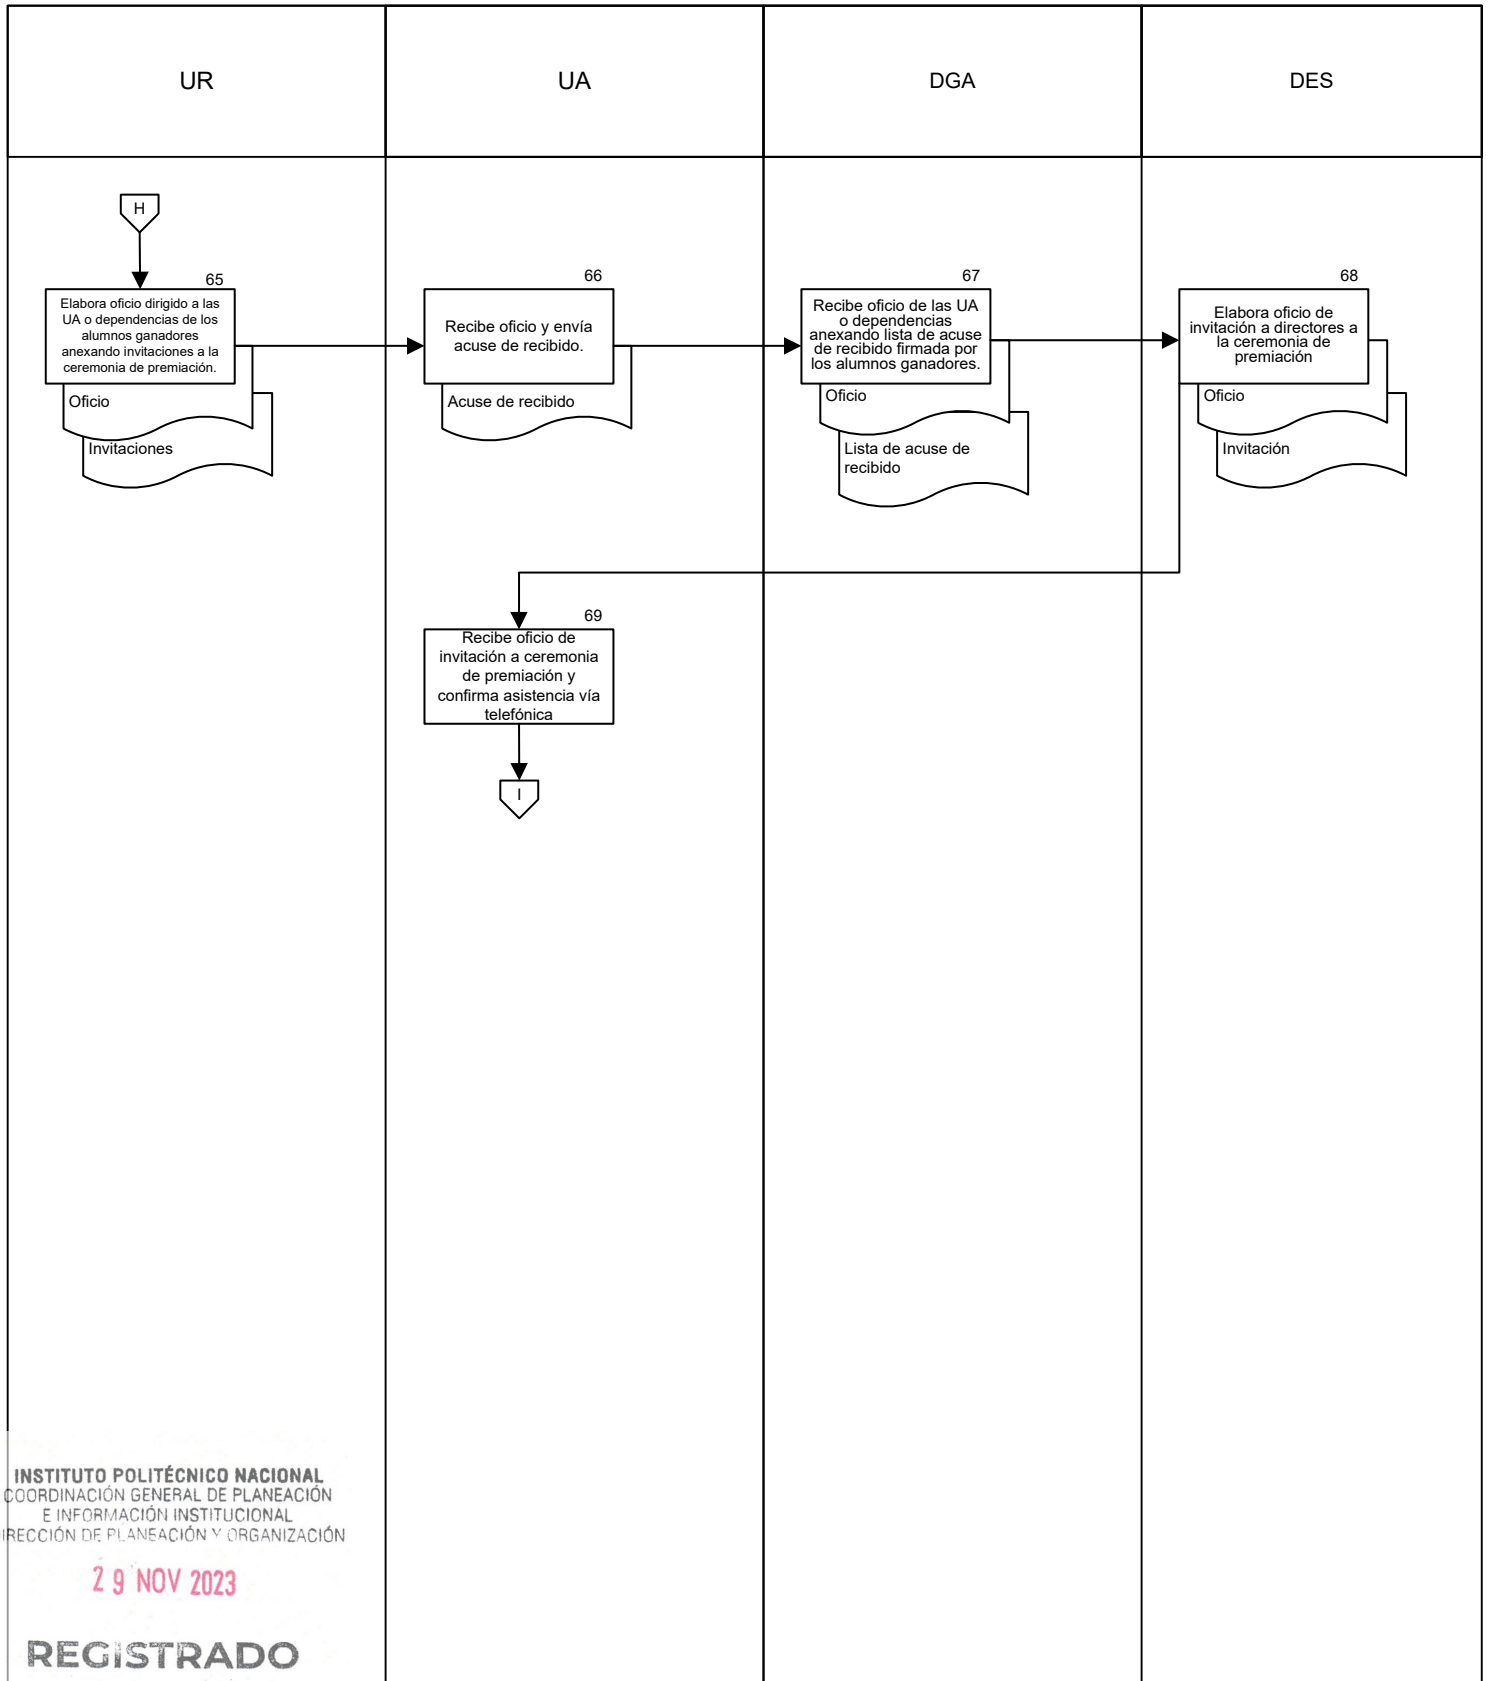 UR
UA
DGA
DES
H
65
Elabora oficio dirigido a las
UA o dependencias de los
alumnos ganadores
anexando invitaciones a la
ceremonia de premiación.
Oficio
Invitaciones
66
Recibe oficio y envía
acuse de recibido.
Acuse de recibido
67
Recibe oficio de las UA
o dependencias
anexando lista de acuse
de recibido firmada por
los alumnos ganadores.
Oficio
Lista de acuse de
recibido
68
Elabora oficio de
invitación a directores a
la ceremonia de
premiación
Oficio
Invitación
69
Recibe oficio de
invitación a ceremonia
de premiación y
confirma asistencia vía
telefónica
I
INSTITUTO POLITÉCNICO NACIONAL
COORDINACIÓN GENERAL DE PLANEACIÓN
E INFORMACIÓN INSTITUCIONAL
IRECCIÓN DE PLANEACIÓN Y ORGANIZACIÓN
29 NOV 2023
REGISTRADO